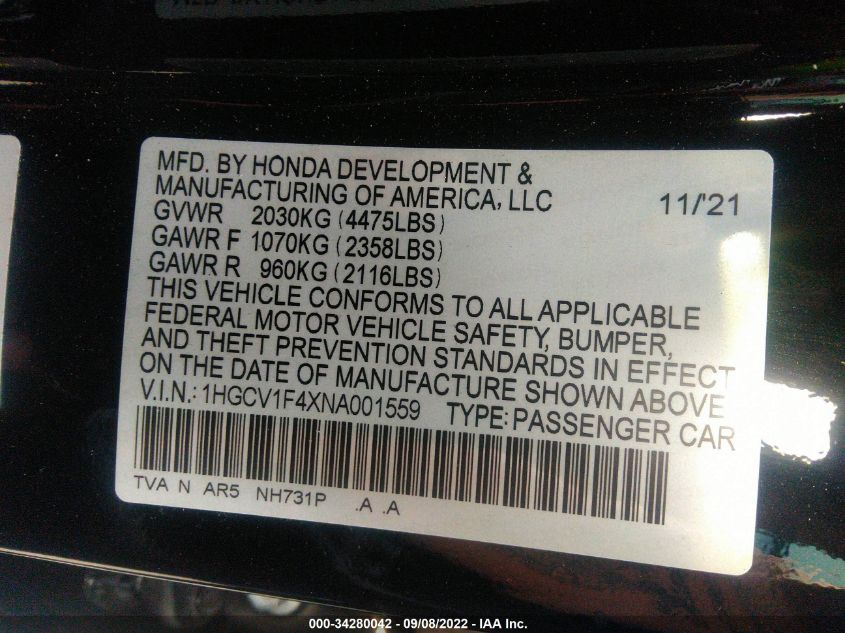 MFD. BY HONDA DEVELOPMENT &
MANUFACTURING OF AMERICA, LLC 11/'21
GVWR 2030KG (4475LBS)
GAWR F 1070KG (2358LBS)
GAWR R 960KG (2116LBS)
THIS VEHICLE CONFORMS TO ALL APPLICABLE
FEDERAL MOTOR VEHICLE SAFETY, BUMPER,
AND THEFT PREVENTION STANDARDS IN EFFECT
ON THE DATE OF MANUFACTURE SHOWN ABOVE
V.I.N.: 1HGCV1F4XNA001559 TYPE: PASSENGER CAR
TVA N AR5 NH731P .A .A
000-34280042 - 09/08/2022 - IAA Inc.